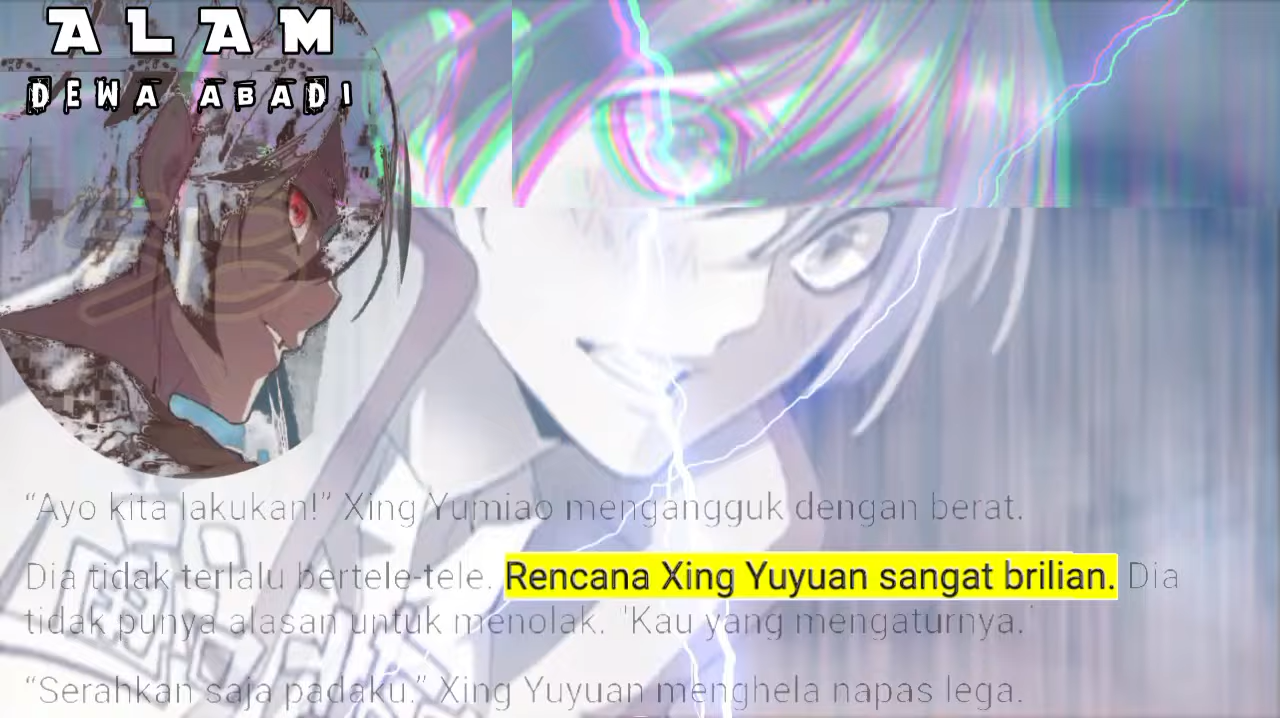 ALAM
DEWA ABADI
“Ayo kita lakukan!” Xing Yumiao mengangguk dengan berat.
Dia tidak terlalu bertele-tele. Rencana Xing Yuyuan sangat brilian. Dia
tidak punya alasan untuk menolak. 'Kau yang mengaturnya.'
“Serahkan saja padaku.” Xing Yuyuan menghela napas lega.